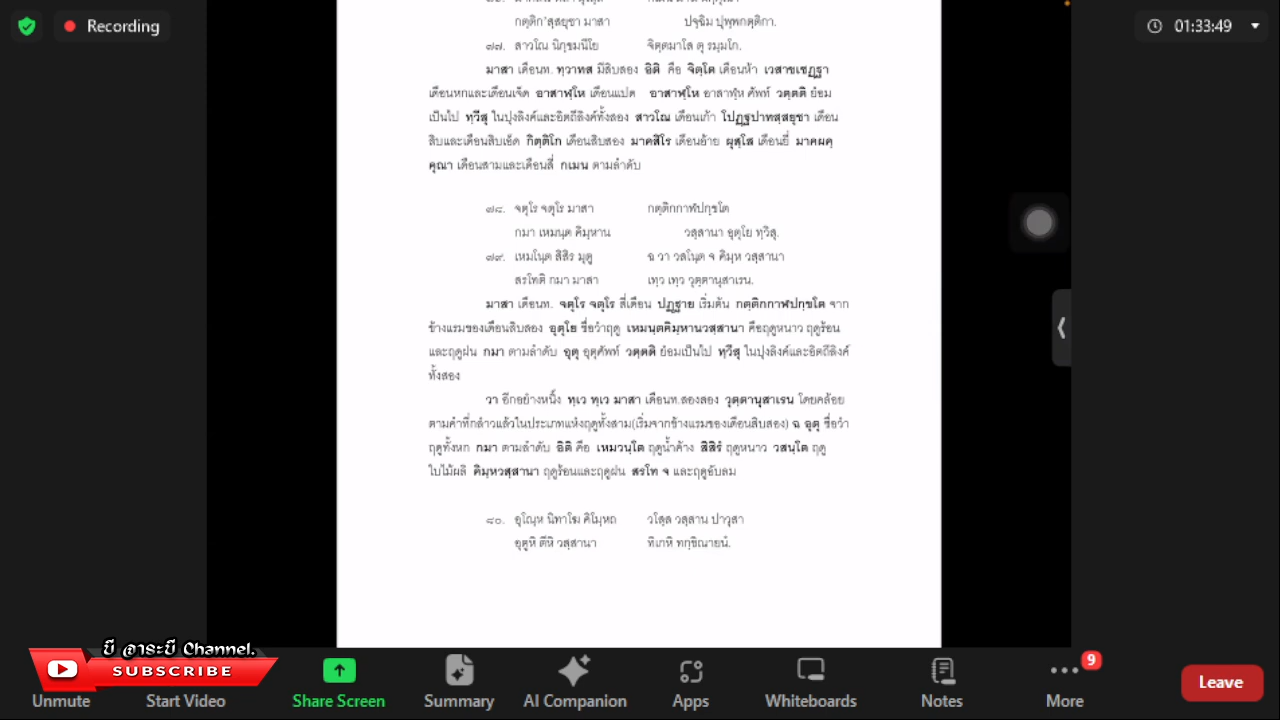 Recording
01:33:49
กตฺติก'สฺสยุชา มาสา ปจฺฉิม ปุพฺพกตฺติกา.
๗๗. สาวโณ นิกฺขมนีโย จิตฺตมาโส ตุ รมฺมโก.
มาสา เดือนท. ทฺวาทส มีสิบสอง อิติ คือ จิตฺโต เดือนห้า เวสาขเชฏฺฐา
เดือนหกและเดือนเจ็ด อาสาฬฺโห เดือนแปด อาสาฬฺโห อาสาฬฺห ศัพท์ วตฺตติ ย่อม
เป็นไป ทฺวีสุ ในปุงลิงค์และอิตถีลิงค์ทั้งสอง สาวโณ เดือนเก้า โปฏฺฐปาทสฺสยุชา เดือน
สิบและเดือนสิบเอ็ด กิตฺติโก เดือนสิบสอง มาคสิโร เดือนอ้าย ผุสฺโส เดือนยี่ มาคผคฺ
คุณา เดือนสามและเดือนสี่ กเมน ตามลำดับ
๗๘. จตุโร จตุโร มาสา กตฺติกกาฬปกฺขโต
กมา เหมนฺต คิมฺหาน วสฺสานา อุตุโย ทฺวิสุ.
๗๙. เหมโนฺต สิสิร มุตู ฉ วา วสโนฺต จ คิมฺห วสฺสานา
สรโทติ กมา มาสา เทฺว เทฺว วุตฺตานุสาเรน.
มาสา เดือนท. จตุโร จตุโร สี่เดือน ปฏฺฐาย เริ่มต้น กตฺติกกาฬปกฺขโต จาก
ข้างแรมของเดือนสิบสอง อุตุโย ชื่อว่าฤดู เหมนฺตคิมฺหานวสฺสานา คือฤดูหนาว ฤดูร้อน
และฤดูฝน กมา ตามลำดับ อุตุ อุตุศัพท์ วตฺตติ ย่อมเป็นไป ทฺวีสุ ในปุงลิงค์และอิตถีลิงค์
ทั้งสอง
วา อีกอย่างหนึ่ง ทฺเว ทฺเว มาสา เดือนท.สองสอง วุตฺตานุสาเรน โดยคล้อย
ตามคำที่กล่าวแล้วในประเภทแห่งฤดูทั้งสาม(เริ่มจากข้างแรมของเดือนสิบสอง) ฉ อุตุ ชื่อว่า
ฤดูทั้งหก กมา ตามลำดับ อิติ คือ เหมวนฺโต ฤดูน้ำค้าง สิสิรํ ฤดูหนาว วสนฺโต ฤดู
ใบไม้ผลิ คิมฺหวสฺสานา ฤดูร้อนและฤดูฝน สรโท จ และฤดูอับลม
๘๐. อุโณฺห นิทาโฆ คิโมฺหถ วโสฺส วสฺสาน ปาวุสา
อุตูหิ ตีหิ วสฺสานา ทิเกหิ ทกฺขิณายนํ.
บี อาระบี Channel.
SUBSCRIBE
Unmute
Start Video
Share Screen
Summary
AI Companion
Apps
Whiteboards
Notes
9
More
Leave